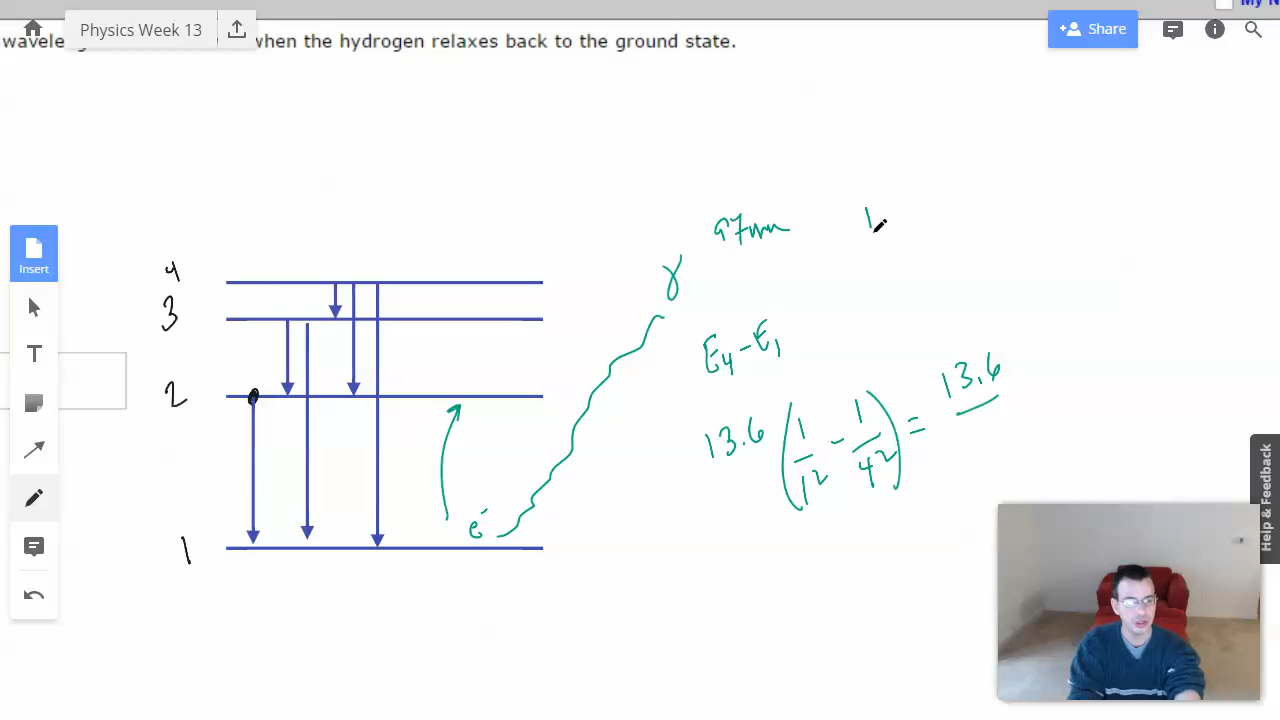 My N
Physics Week 13
Share
when the hydrogen relaxes back to the ground state.
97nm
γ
Insert
4
3
2
1
E4 - E1
13.6 (1/1² - 1/4²) = 13.6
e⁻
Help & Feedback